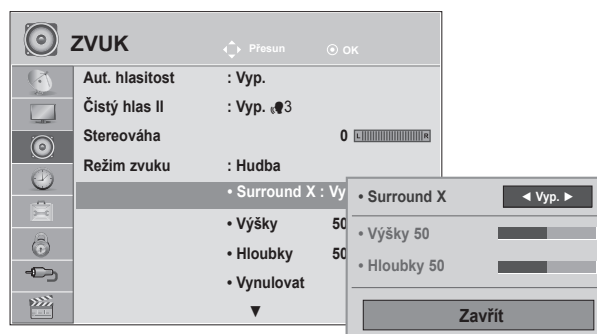 ZVUK
Přesun
OK
Aut. hlasitost : Vyp.
Čistý hlas II : Vyp. 3
Stereováha 0 L R
Režim zvuku : Hudba
• Surround X : Vy
• Výšky 50
• Hloubky 50
• Vynulovat
▼
• Surround X ◄ Vyp. ►
• Výšky 50
• Hloubky 50
Zavřít